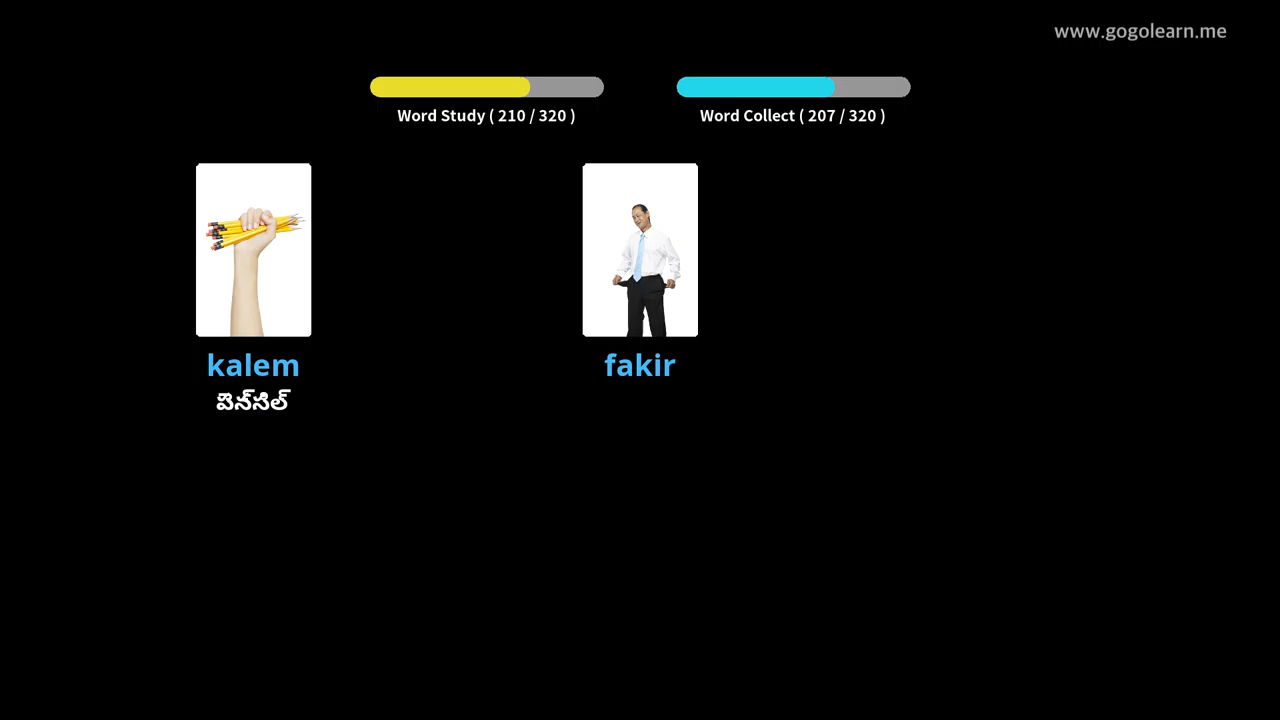 www.gogolearn.me
Word Study ( 210 / 320 )
Word Collect ( 207 / 320 )
kalem
fakir
పెన్‌సిల్